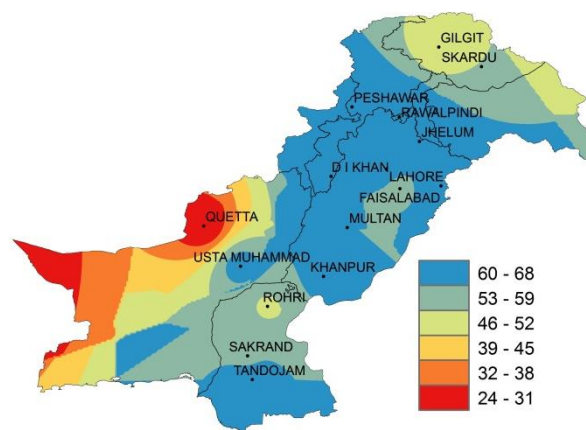 GILGIT
SKARDU
PESHAWAR
RAWALPINDI
JHELUM
D I KHAN
LAHORE
FAISALABAD
QUETTA
MULTAN
USTA MUHAMMAD
KHANPUR
ROHRI
SAKRAND
TANDOJAM
60 - 68
53 - 59
46 - 52
39 - 45
32 - 38
24 - 31